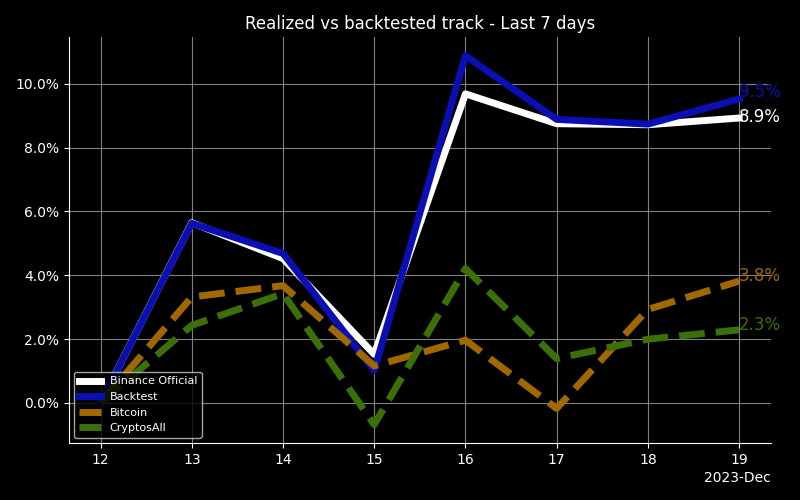 Realized vs backtested track - Last 7 days
10.0%
8.0%
6.0%
4.0%
2.0%
0.0%
9.5%
8.9%
3.8%
2.3%
Binance Official
Backtest
Bitcoin
CryptosAll
12 13 14 15 16 17 18 19
2023-Dec